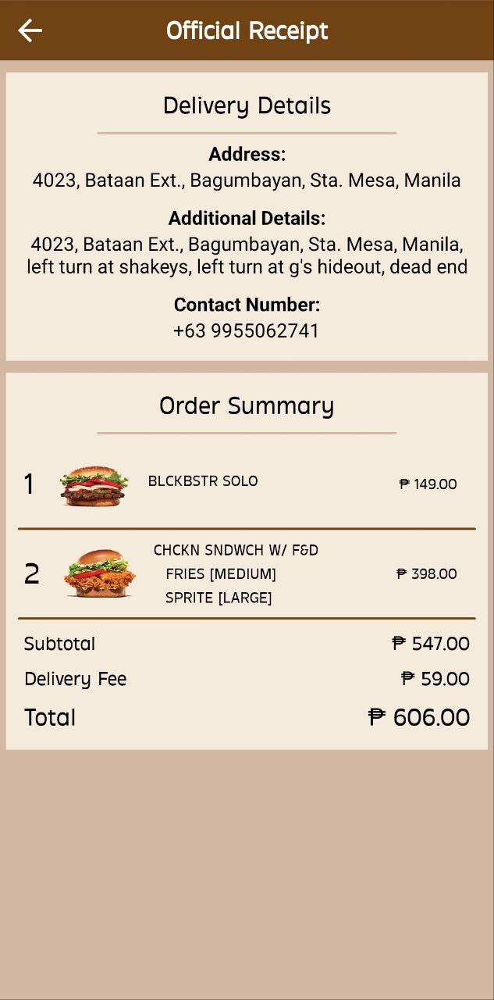 Official Receipt
Delivery Details
Address:
4023, Bataan Ext., Bagumbayan, Sta. Mesa, Manila
Additional Details:
4023, Bataan Ext., Bagumbayan, Sta. Mesa, Manila,
left turn at shakeys, left turn at g's hideout, dead end
Contact Number:
+63 9955062741
Order Summary
1 BLCKBSTR SOLO ₱ 149.00
2 CHCKN SNDWCH W/ F&D ₱ 398.00
FRIES [MEDIUM]
SPRITE [LARGE]
Subtotal ₱ 547.00
Delivery Fee ₱ 59.00
Total ₱ 606.00